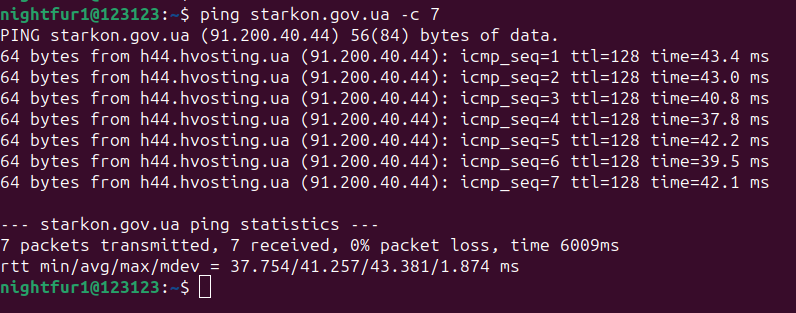 nightfur1@123123:~$ ping starkon.gov.ua -c 7
PING starkon.gov.ua (91.200.40.44) 56(84) bytes of data.
64 bytes from h44.hvosting.ua (91.200.40.44): icmp_seq=1 ttl=128 time=43.4 ms
64 bytes from h44.hvosting.ua (91.200.40.44): icmp_seq=2 ttl=128 time=43.0 ms
64 bytes from h44.hvosting.ua (91.200.40.44): icmp_seq=3 ttl=128 time=40.8 ms
64 bytes from h44.hvosting.ua (91.200.40.44): icmp_seq=4 ttl=128 time=37.8 ms
64 bytes from h44.hvosting.ua (91.200.40.44): icmp_seq=5 ttl=128 time=42.2 ms
64 bytes from h44.hvosting.ua (91.200.40.44): icmp_seq=6 ttl=128 time=39.5 ms
64 bytes from h44.hvosting.ua (91.200.40.44): icmp_seq=7 ttl=128 time=42.1 ms
--- starkon.gov.ua ping statistics ---
7 packets transmitted, 7 received, 0% packet loss, time 6009ms
rtt min/avg/max/mdev = 37.754/41.257/43.381/1.874 ms
nightfur1@123123:~$